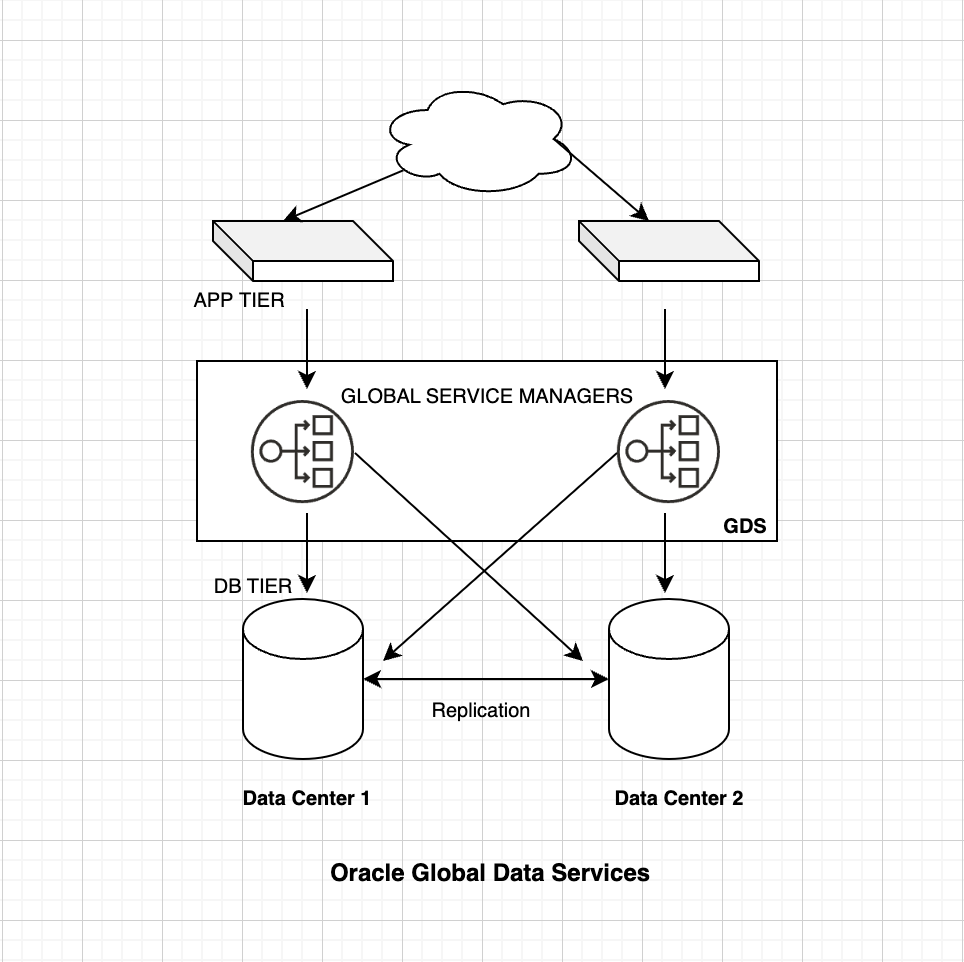 APP TIER
GLOBAL SERVICE MANAGERS
GDS
DB TIER
Replication
Data Center 1
Data Center 2
Oracle Global Data Services